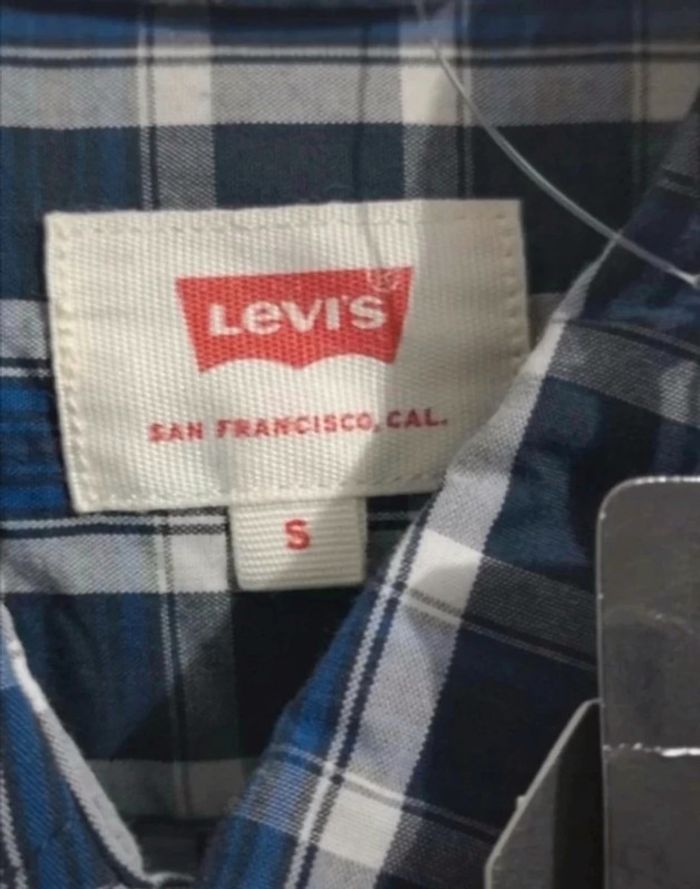 LEVI'S ®
SAN FRANCISCO, CAL.
S